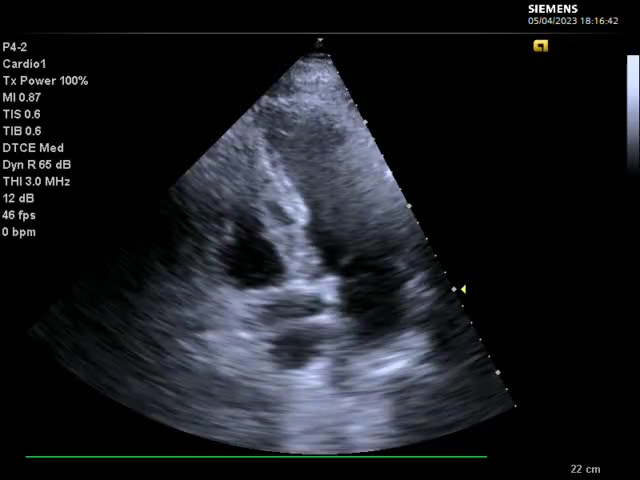 SIEMENS
05/04/2023 18:16:42
P4-2
Cardio1
Tx Power 100%
MI 0.87
TIS 0.6
TIB 0.6
DTCE Med
Dyn R 65 dB
THI 3.0 MHz
12 dB
46 fps
0 bpm
22 cm